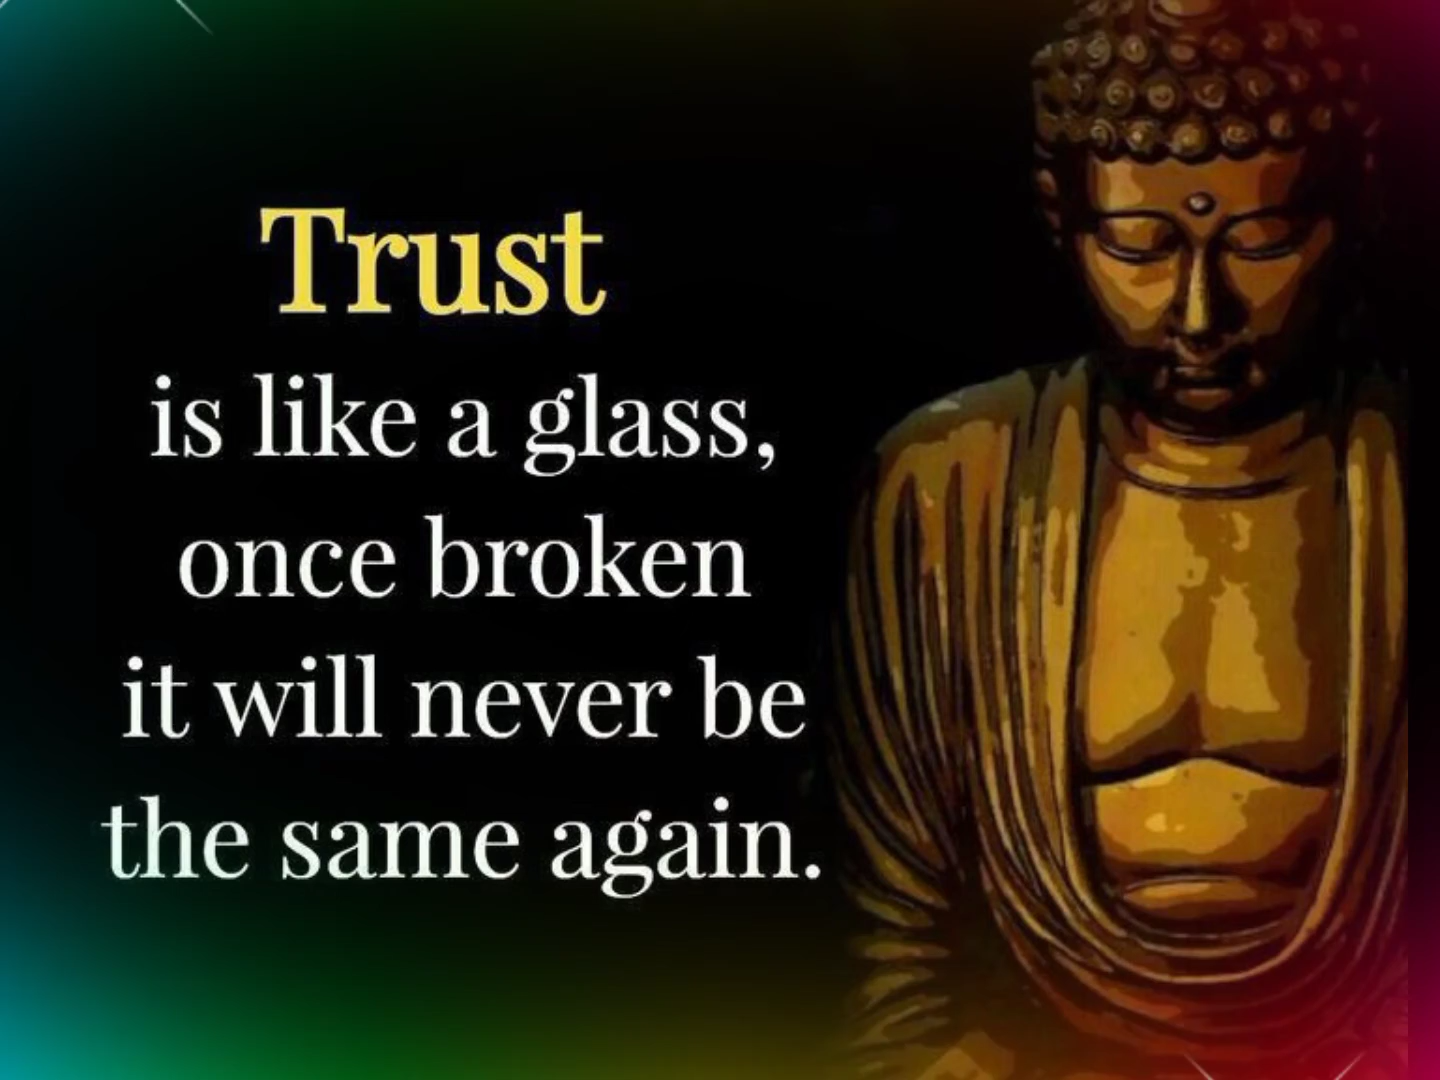 Trust
is like a glass,
once broken
it will never be
the same again.